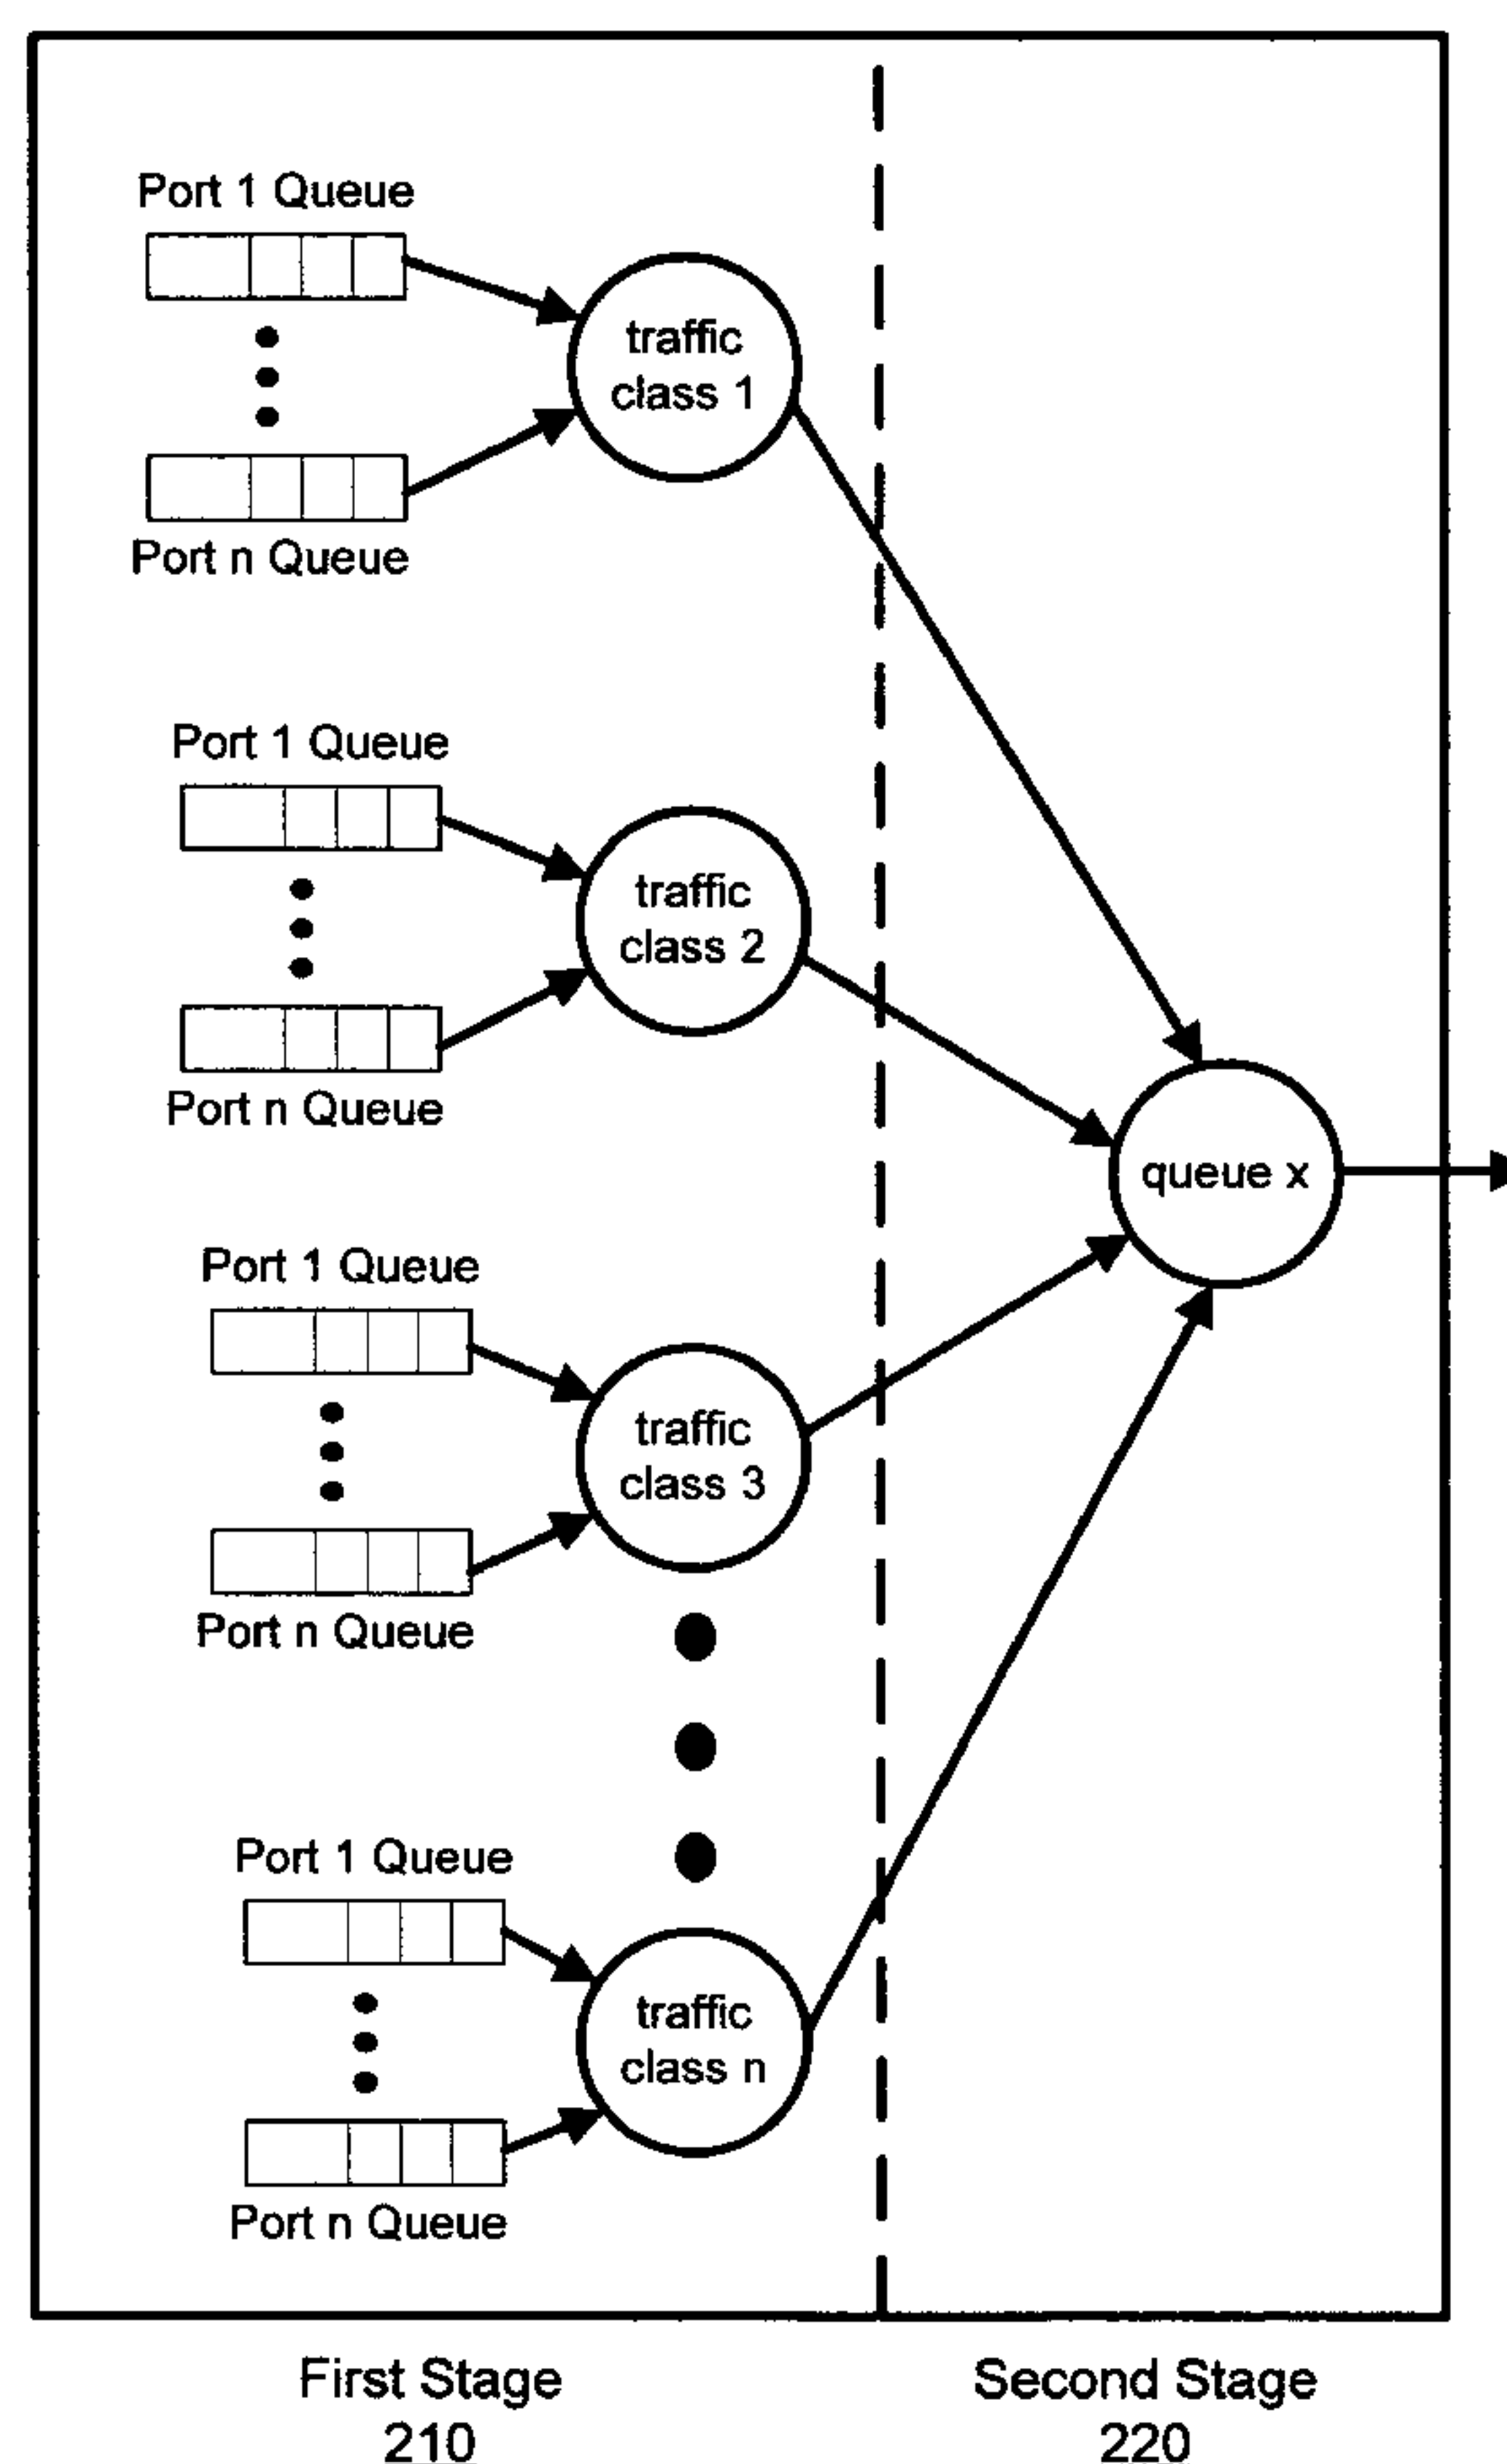 Port 1 Queue
traffic
class 1
Port n Queue
Port 1 Queue
traffic
class 2
Port n Queue
queue x
Port 1 Queue
traffic
class 3
Port n Queue
Port 1 Queue
traffic
class n
Port n Queue
First Stage
210
Second Stage
220